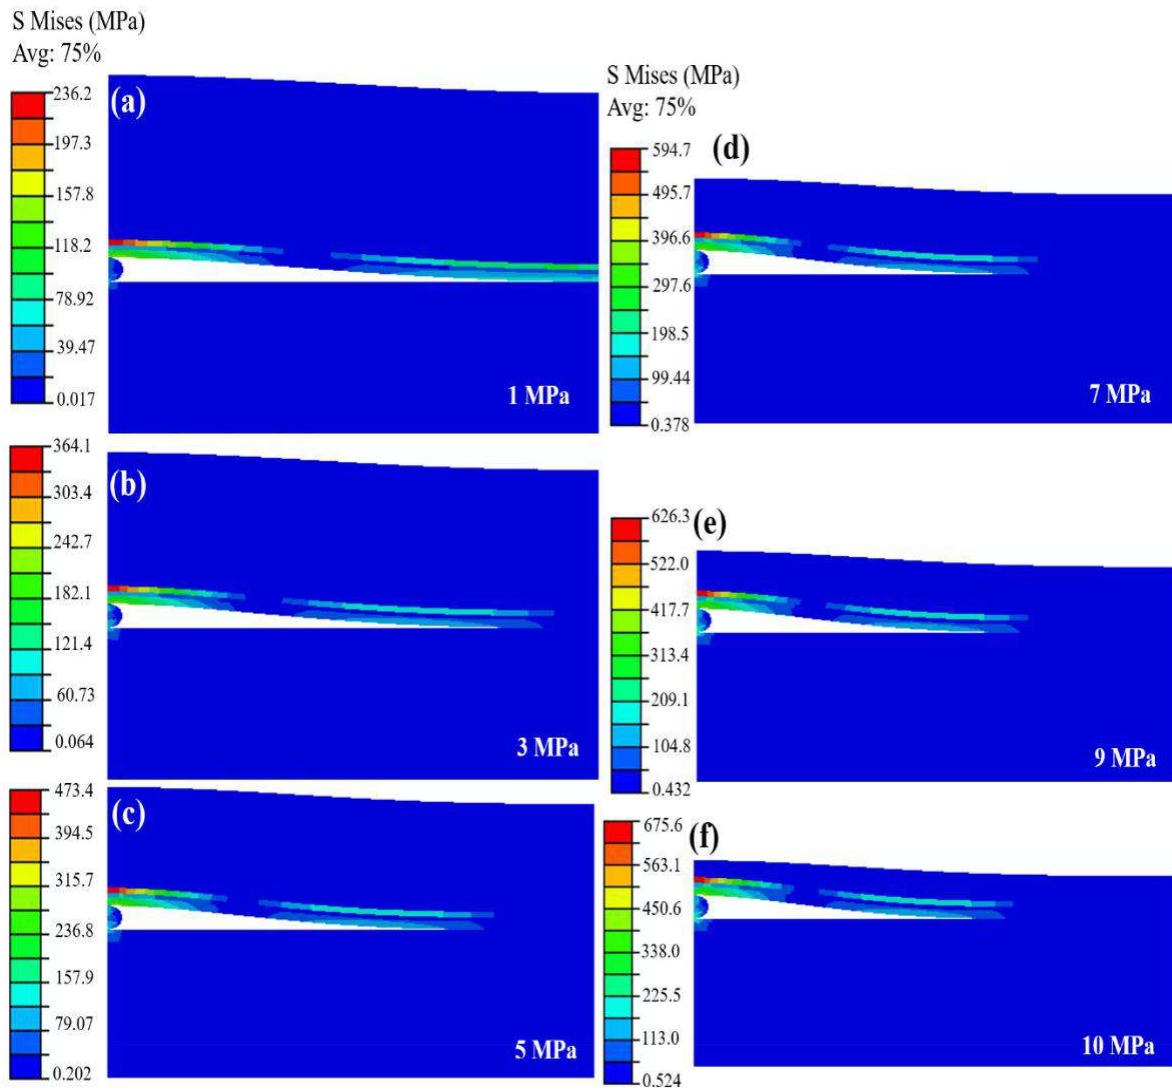 S Mises (MPa)
Avg: 75%
236.2
197.3
157.8
118.2
78.92
39.47
0.017
(a)
1 MPa
364.1
303.4
242.7
182.1
121.4
60.73
0.064
(b)
3 MPa
473.4
394.5
315.7
236.8
157.9
79.07
0.202
(c)
5 MPa
S Mises (MPa)
Avg: 75%
594.7
495.7
396.6
297.6
198.5
99.44
0.378
(d)
7 MPa
626.3
522.0
417.7
313.4
209.1
104.8
0.432
(e)
9 MPa
675.6
563.1
450.6
338.0
225.5
113.0
0.524
(f)
10 MPa